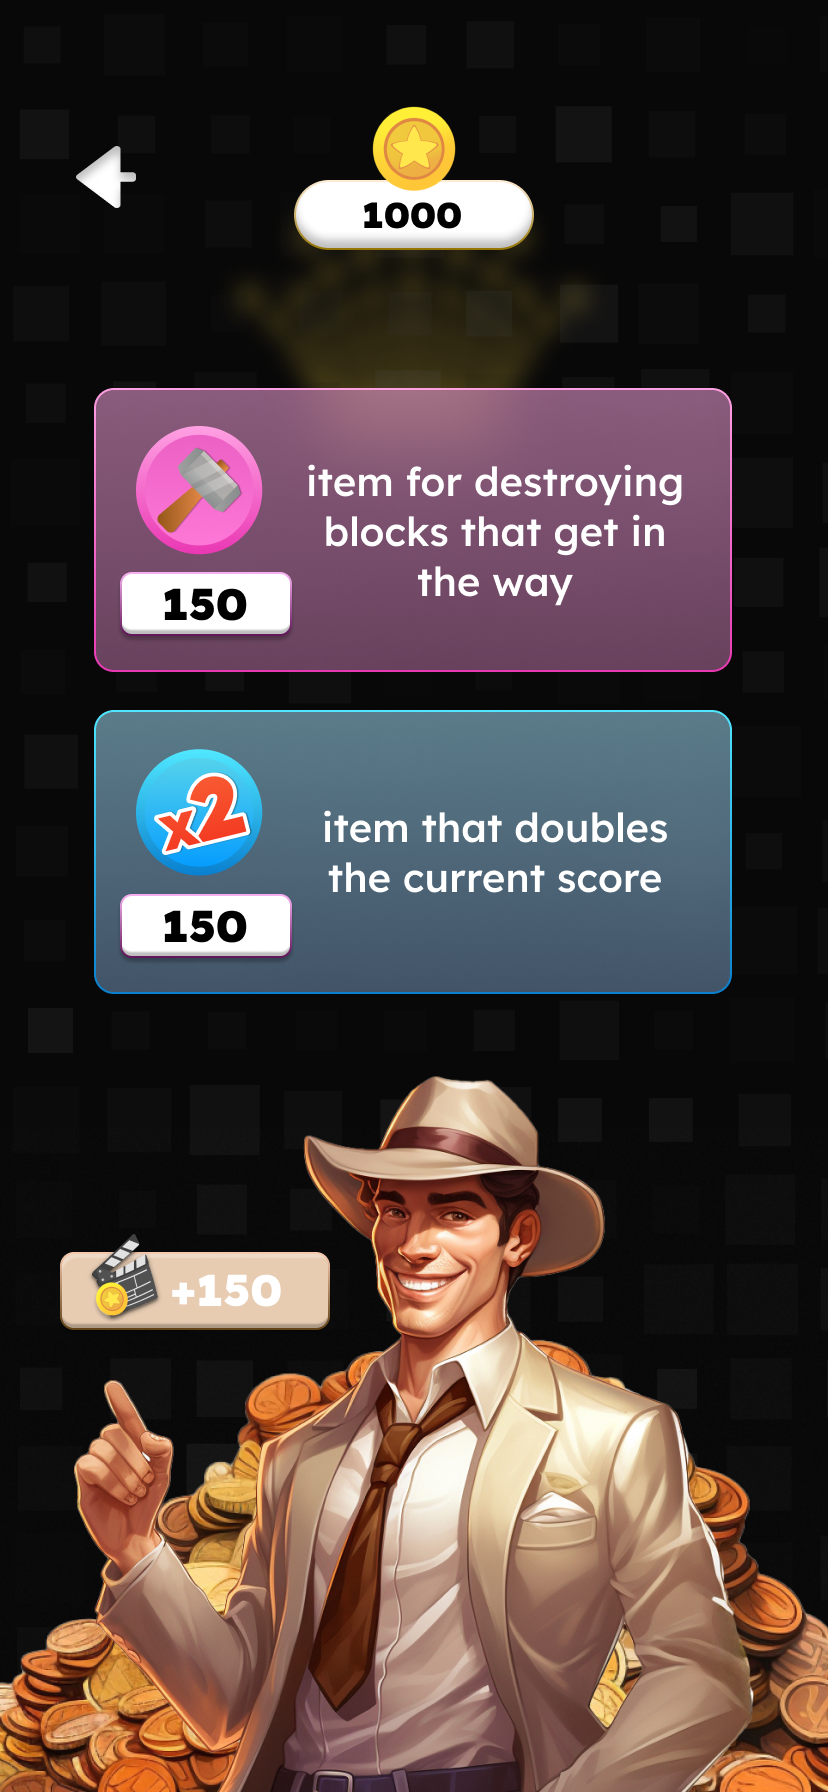 1000
item for destroying
blocks that get in
the way
150
x2
item that doubles
the current score
150
+150